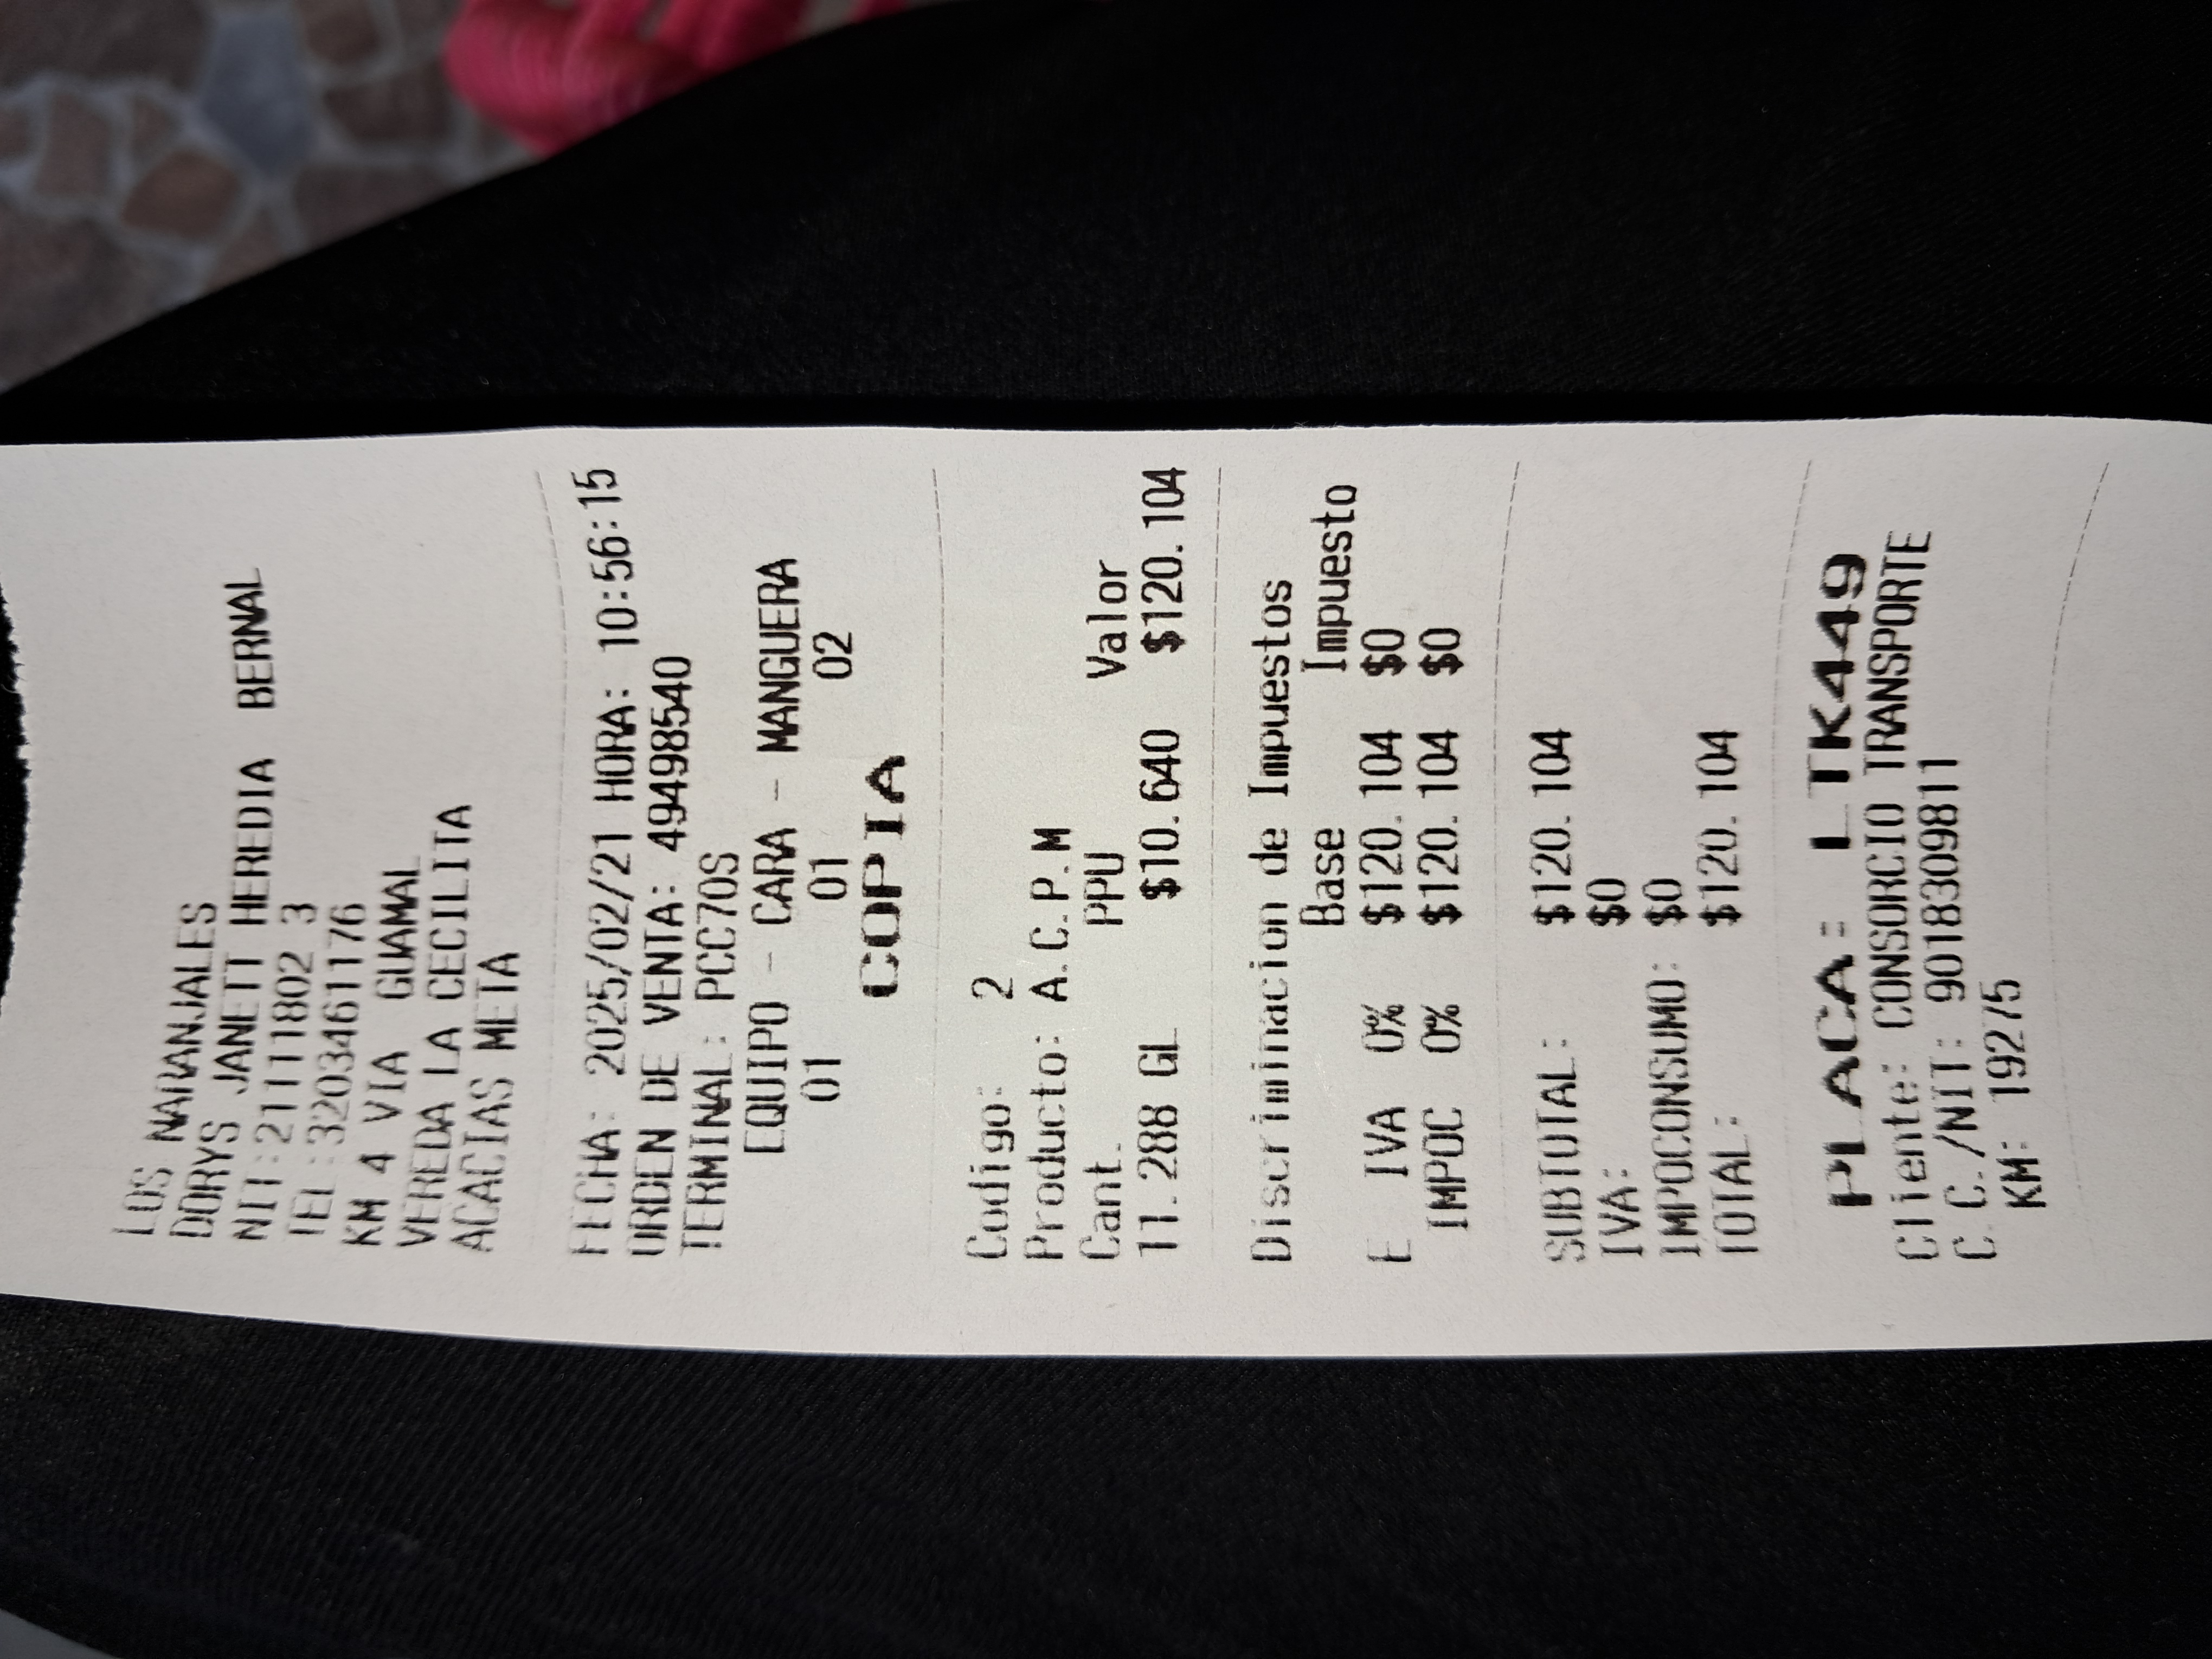 LOS NARANJALES
DORYS JANETT HEREDIA BERNAL
NIT:21111802 3
TEL:3203461176
KM 4 VIA GUAMAL
VEREDA LA CECILITA
ACACIAS META
FECHA: 2025/02/21 HORA: 10:56:15
ORDEN DE VENTA: 49498540
TERMINAL: PCC70S
EQUIPO - CARA - MANGUERA
01 01 02
COPIA
Codigo: 2
Producto: A.C.P.M
Cant. PPU Valor
11.288 GL $10.640 $120.104
Discriminacion de Impuestos
Base Impuesto
E IVA 0% $120.104 $0
IMPOC 0% $120.104 $0
SUBTOTAL: $120.104
IVA: $0
IMPOCONSUMO: $0
TOTAL: $120.104
PLACA: LTK449
Cliente: CONSORCIO TRANSPORTE
C.C./NIT: 9018309811
KM: 19275